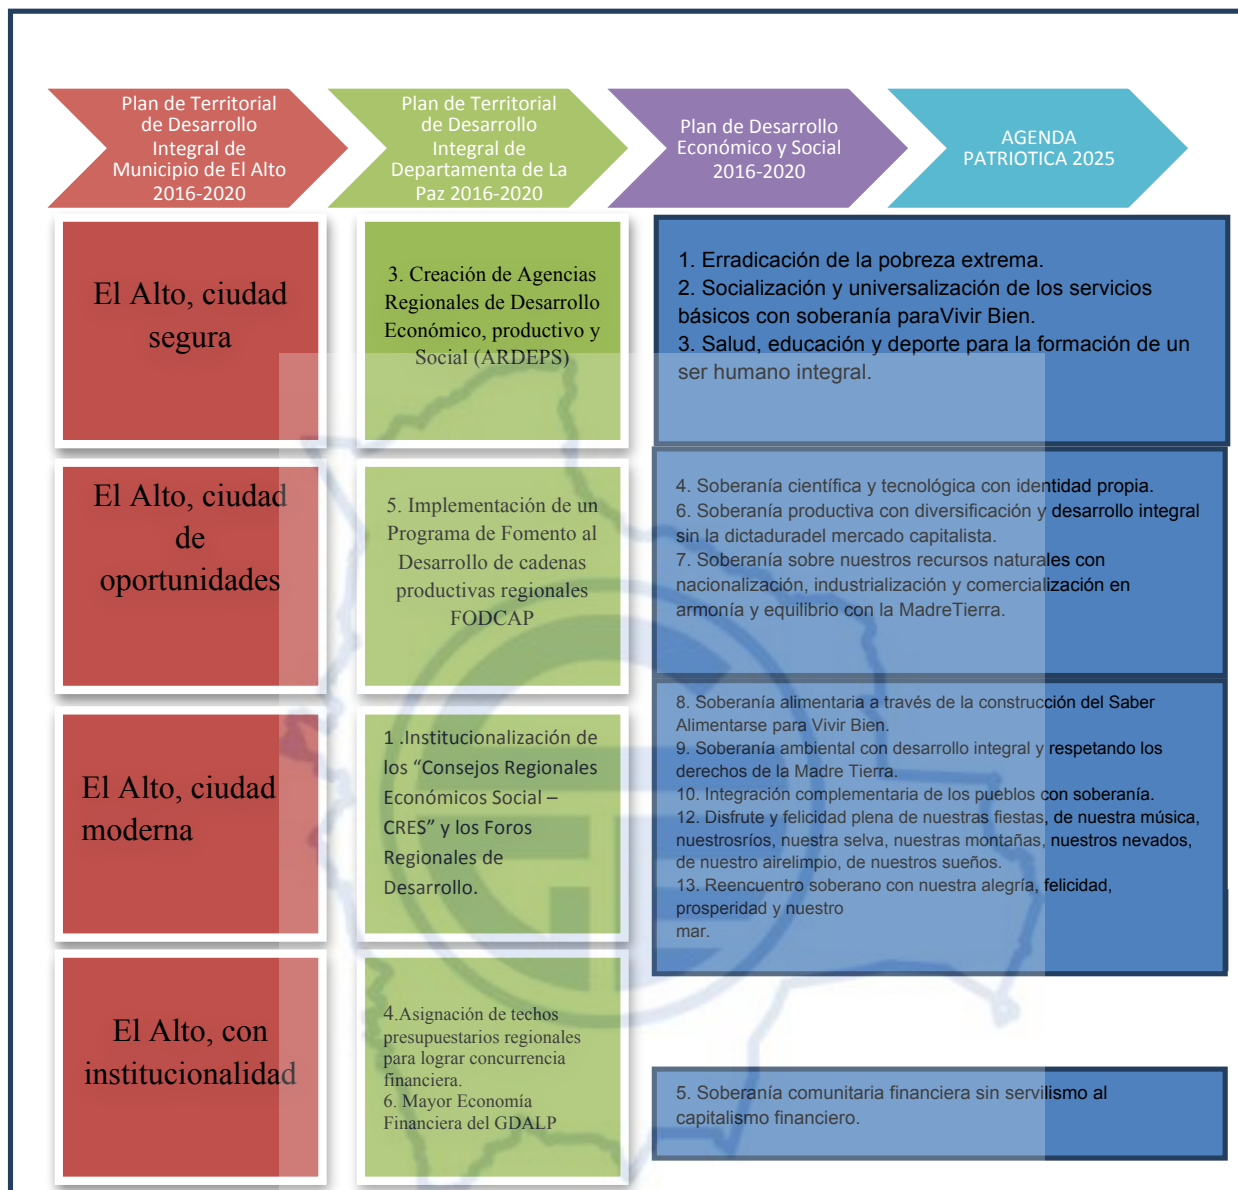 Plan de Territorial
de Desarrollo
Integral de
Municipio de El Alto
2016-2020
Plan de Territorial
de Desarrollo
Integral de
Departamenta de La
Paz 2016-2020
Plan de Desarrollo
Económico y Social
2016-2020
AGENDA
PATRIOTICA 2025
El Alto, ciudad
segura
3. Creación de Agencias
Regionales de Desarrollo
Económico, productivo y
Social (ARDEPS)
1. Erradicación de la pobreza extrema.
2. Socialización y universalización de los servicios
básicos con soberanía paraVivir Bien.
3. Salud, educación y deporte para la formación de un
ser humano integral.
El Alto, ciudad
de
oportunidades
5. Implementación de un
Programa de Fomento al
Desarrollo de cadenas
productivas regionales
FODCAP
4. Soberanía científica y tecnológica con identidad propia.
6. Soberanía productiva con diversificación y desarrollo integral
sin la dictaduradel mercado capitalista.
7. Soberanía sobre nuestros recursos naturales con
nacionalización, industrialización y comercialización en
armonía y equilibrio con la MadreTierra.
El Alto, ciudad
moderna
1 .Institucionalización de
los “Consejos Regionales
Económicos Social –
CRES” y los Foros
Regionales de
Desarrollo.
8. Soberanía alimentaria a través de la construcción del Saber
Alimentarse para Vivir Bien.
9. Soberanía ambiental con desarrollo integral y respetando los
derechos de la Madre Tierra.
10. Integración complementaria de los pueblos con soberanía.
12. Disfrute y felicidad plena de nuestras fiestas, de nuestra música,
nuestrosríos, nuestra selva, nuestras montañas, nuestros nevados,
de nuestro airelimpio, de nuestros sueños.
13. Reencuentro soberano con nuestra alegría, felicidad,
prosperidad y nuestro
mar.
El Alto, con
institucionalidad
4.Asignación de techos
presupuestarios regionales
para lograr concurrencia
financiera.
6. Mayor Economía
Financiera del GDALP
5. Soberanía comunitaria financiera sin servilismo al
capitalismo financiero.